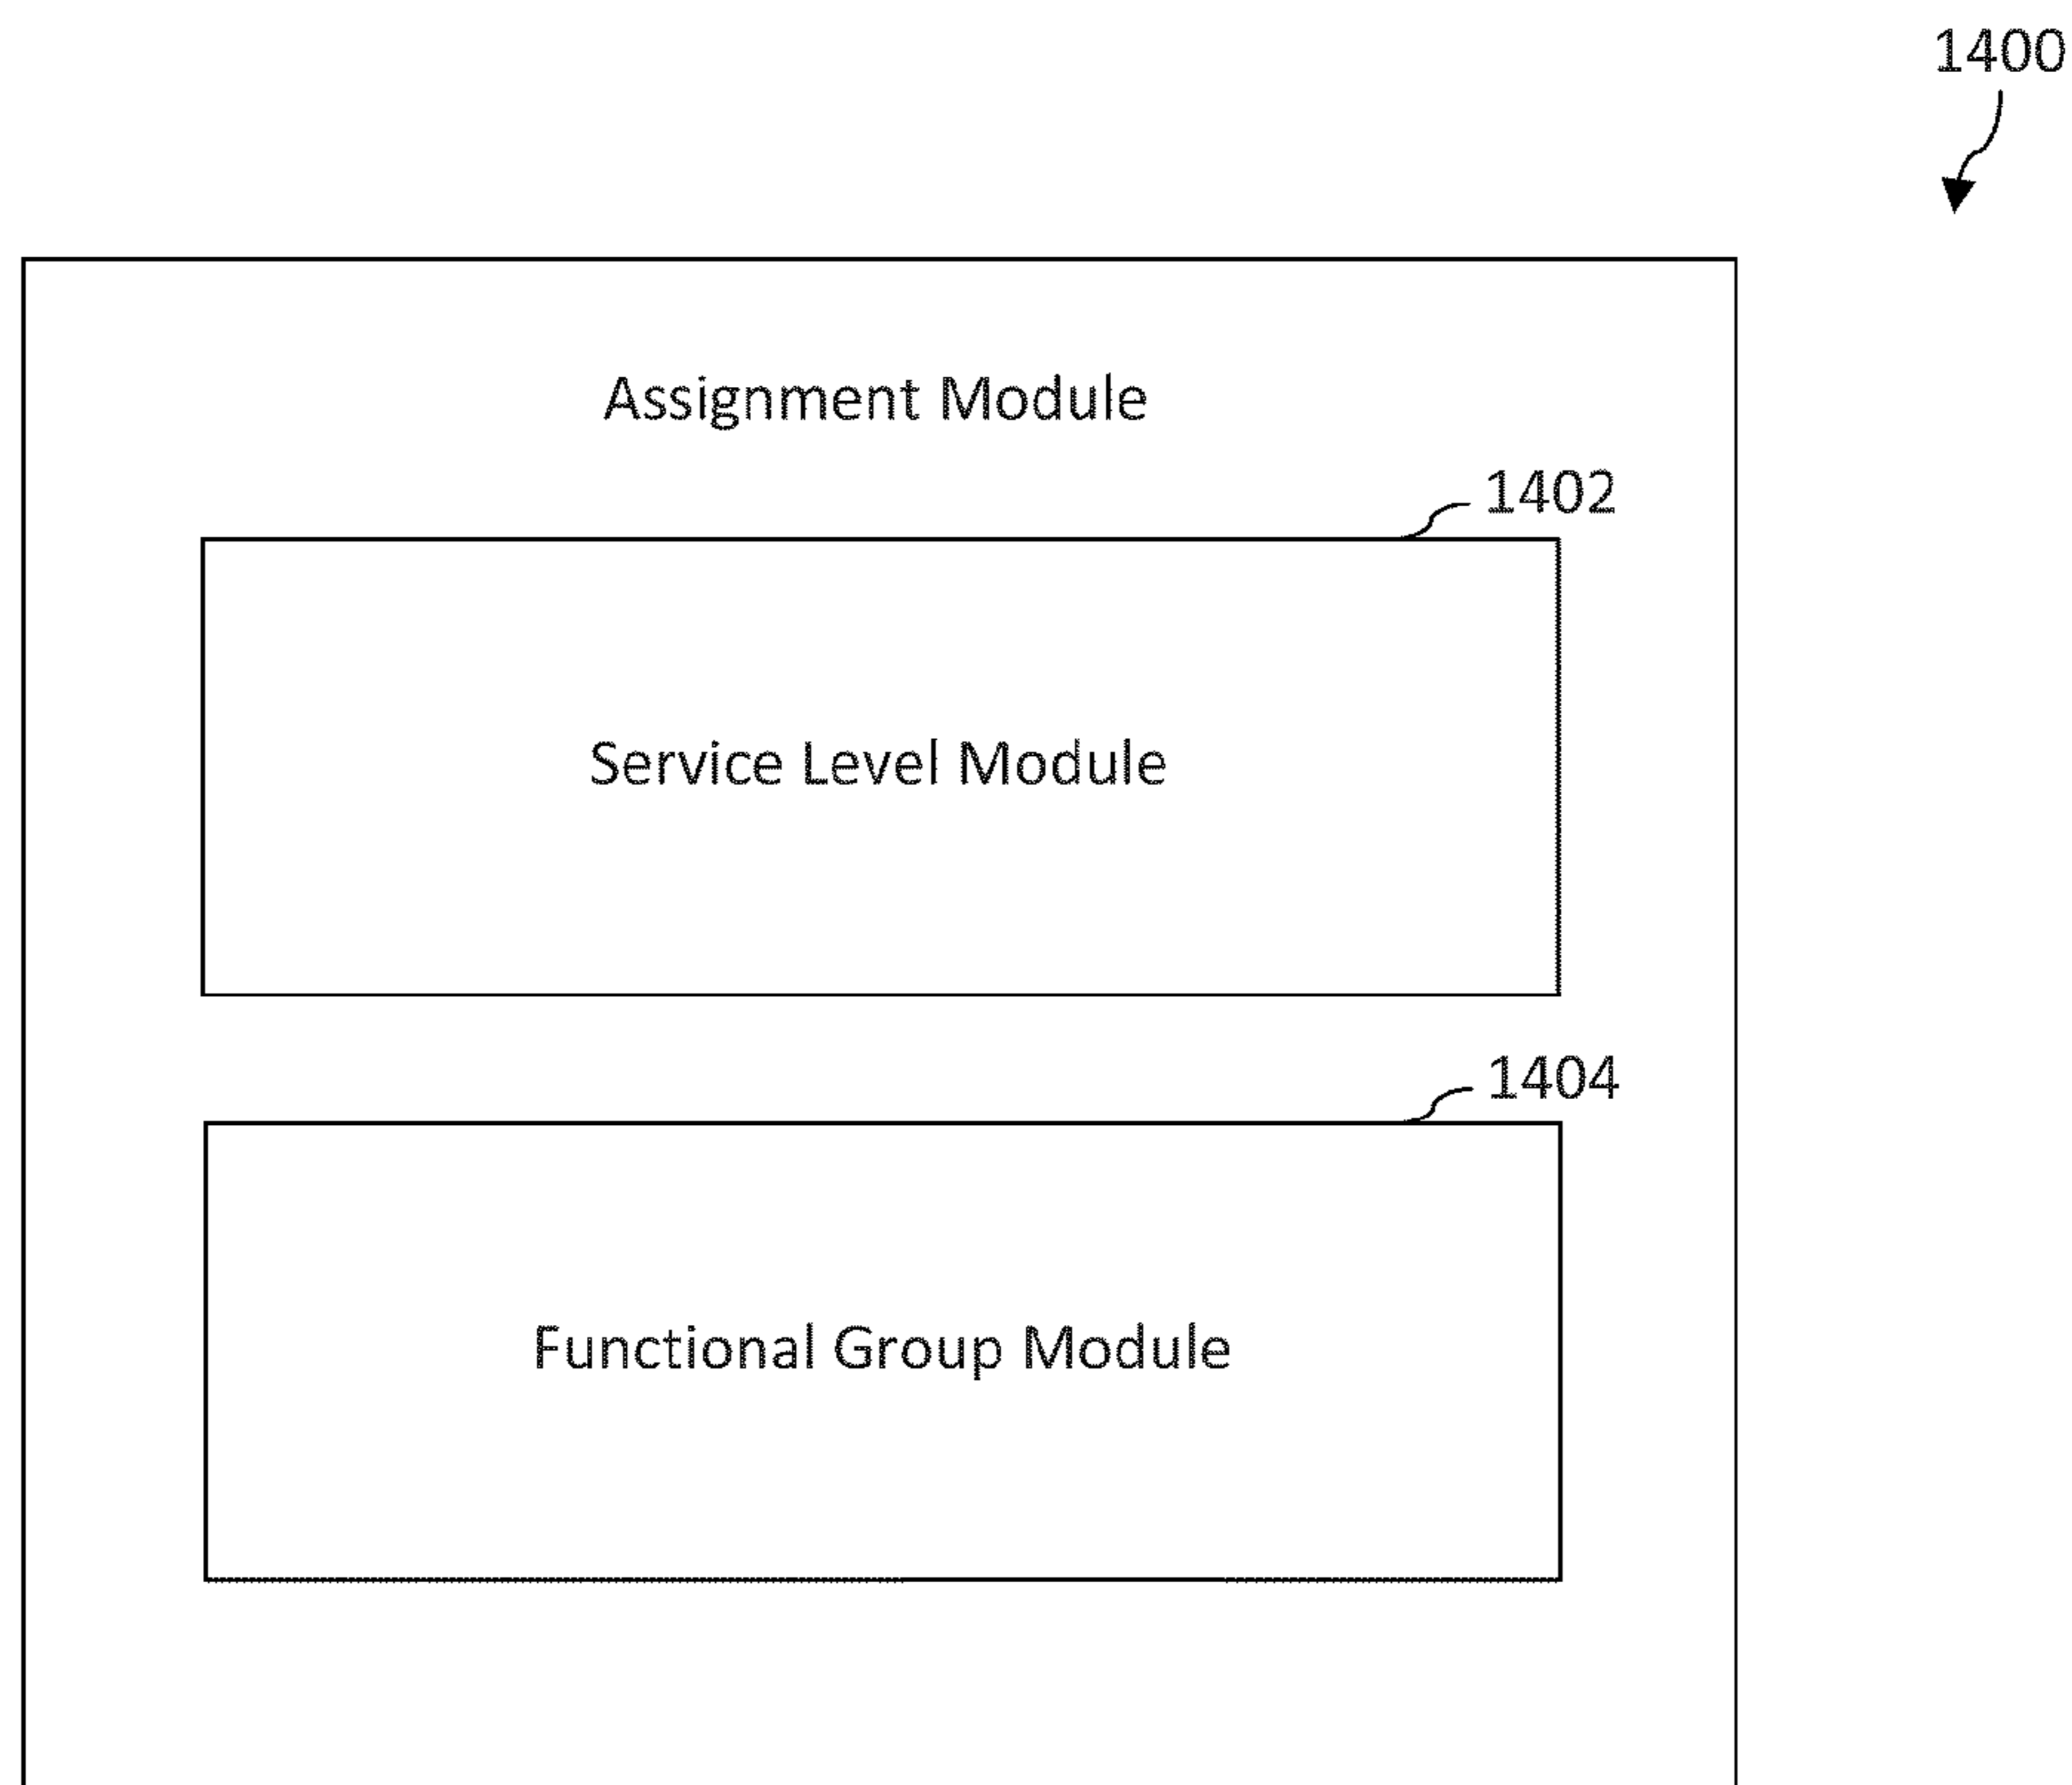 1400
Assignment Module
1402
Service Level Module
1404
Functional Group Module